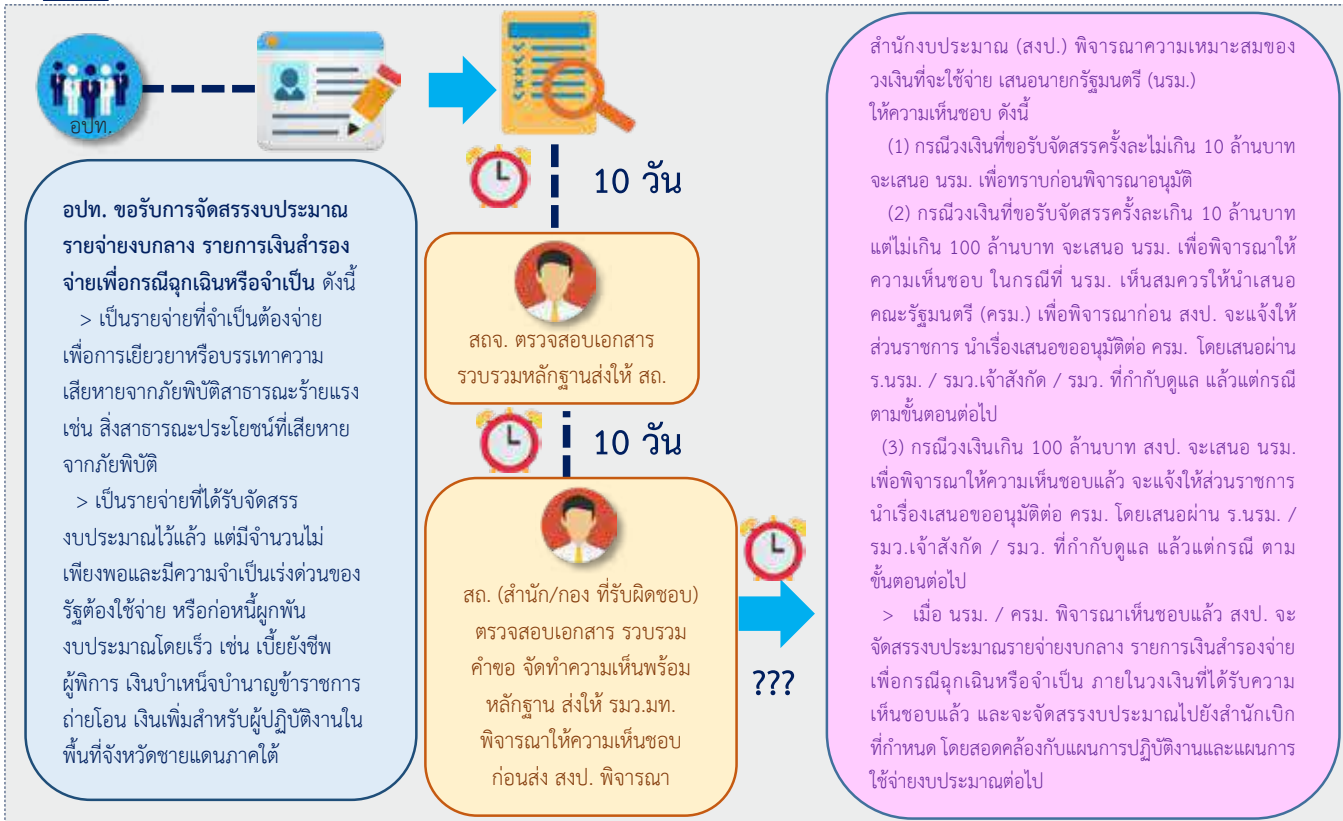 อปท.
อปท. ขอรับการจัดสรรงบประมาณ
รายจ่ายงบกลาง รายการเงินสำรอง
จ่ายเพื่อกรณีฉุกเฉินหรือจำเป็น ดังนี้
> เป็นรายจ่ายที่จำเป็นต้องจ่าย
เพื่อการเยียวยาหรือบรรเทาความ
เสียหายจากภัยพิบัติสาธารณะร้ายแรง
เช่น สิ่งสาธารณะประโยชน์ที่เสียหาย
จากภัยพิบัติ
> เป็นรายจ่ายที่ได้รับจัดสรร
งบประมาณไว้แล้ว แต่มีจำนวนไม่
เพียงพอและมีความจำเป็นเร่งด่วนของ
รัฐต้องใช้จ่าย หรือก่อหนี้ผูกพัน
งบประมาณโดยเร็ว เช่น เบี้ยยังชีพ
ผู้พิการ เงินบำเหน็จบำนาญข้าราชการ
ถ่ายโอน เงินเพิ่มสำหรับผู้ปฏิบัติงานใน
พื้นที่จังหวัดชายแดนภาคใต้
10 วัน
สถจ. ตรวจสอบเอกสาร
รวบรวมหลักฐานส่งให้ สถ.
10 วัน
สถ. (สำนัก/กอง ที่รับผิดชอบ)
ตรวจสอบเอกสาร รวบรวม
คำขอ จัดทำความเห็นพร้อม
หลักฐาน ส่งให้ รมว.มท.
พิจารณาให้ความเห็นชอบ
ก่อนส่ง สงป. พิจารณา
???
สำนักงบประมาณ (สงป.) พิจารณาความเหมาะสมของ
วงเงินที่จะใช้จ่าย เสนอนายกรัฐมนตรี (นรม.)
ให้ความเห็นชอบ ดังนี้
(1) กรณีวงเงินที่ขอรับจัดสรรครั้งละไม่เกิน 10 ล้านบาท
จะเสนอ นรม. เพื่อทราบก่อนพิจารณาอนุมัติ
(2) กรณีวงเงินที่ขอรับจัดสรรครั้งละเกิน 10 ล้านบาท
แต่ไม่เกิน 100 ล้านบาท จะเสนอ นรม. เพื่อพิจารณาให้
ความเห็นชอบ ในกรณีที่ นรม. เห็นสมควรให้นำเสนอ
คณะรัฐมนตรี (ครม.) เพื่อพิจารณาก่อน สงป. จะแจ้งให้
ส่วนราชการ นำเรื่องเสนอขออนุมัติต่อ ครม. โดยเสนอผ่าน
ร.นรม. / รมว.เจ้าสังกัด / รมว. ที่กำกับดูแล แล้วแต่กรณี
ตามขั้นตอนต่อไป
(3) กรณีวงเงินเกิน 100 ล้านบาท สงป. จะเสนอ นรม.
เพื่อพิจารณาให้ความเห็นชอบแล้ว จะแจ้งให้ส่วนราชการ
นำเรื่องเสนอขออนุมัติต่อ ครม. โดยเสนอผ่าน ร.นรม. /
รมว.เจ้าสังกัด / รมว. ที่กำกับดูแล แล้วแต่กรณี ตาม
ขั้นตอนต่อไป
> เมื่อ นรม. / ครม. พิจารณาเห็นชอบแล้ว สงป. จะ
จัดสรรงบประมาณรายจ่ายงบกลาง รายการเงินสำรองจ่าย
เพื่อกรณีฉุกเฉินหรือจำเป็น ภายในวงเงินที่ได้รับความ
เห็นชอบแล้ว และจะจัดสรรงบประมาณไปยังสำนักเบิก
ที่กำหนด โดยสอดคล้องกับแผนการปฏิบัติงานและแผนการ
ใช้จ่ายงบประมาณต่อไป